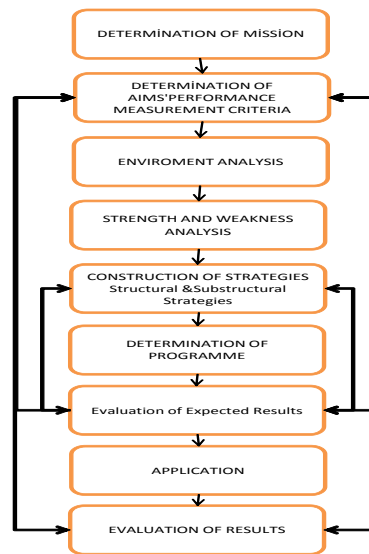 DETERMİNATION OF MİSSİON
DETERMİNATION OF
AIMS'PERFORMANCE
MEASUREMENT CRITERIA
ENVIROMENT ANALYSIS
STRENGTH AND WEAKNESS
ANALYSIS
CONSTRUCTION OF STRATEGIES
Structural &Substructural
Strategies
DETERMINATION OF
PROGRAMME
Evaluation of Expected Results
APPLICATION
EVALUATION OF RESULTS